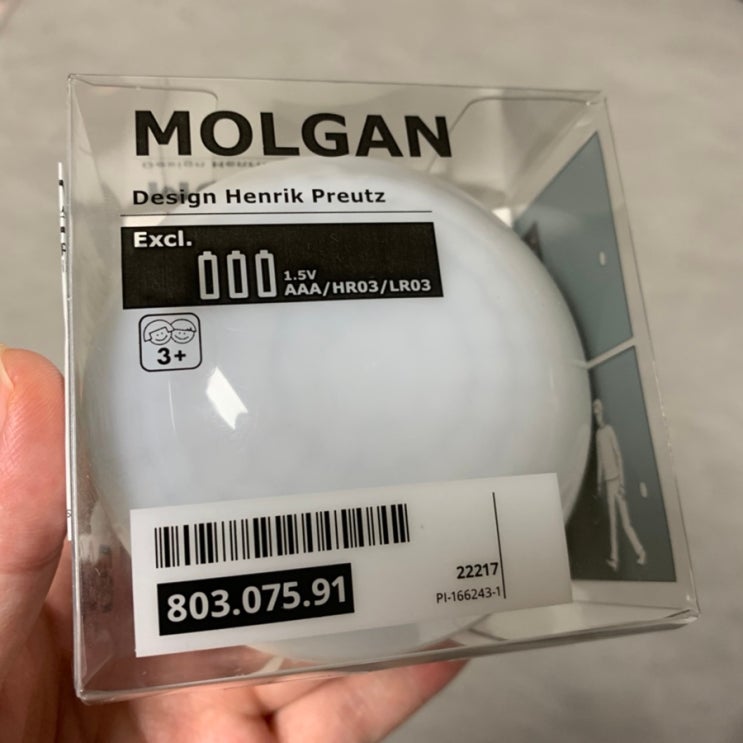 MOLGAN
Design Henrik Preutz
Excl.
1.5V
AAA/HR03/LR03
3+
803.075.91
22217
PI-166243-1